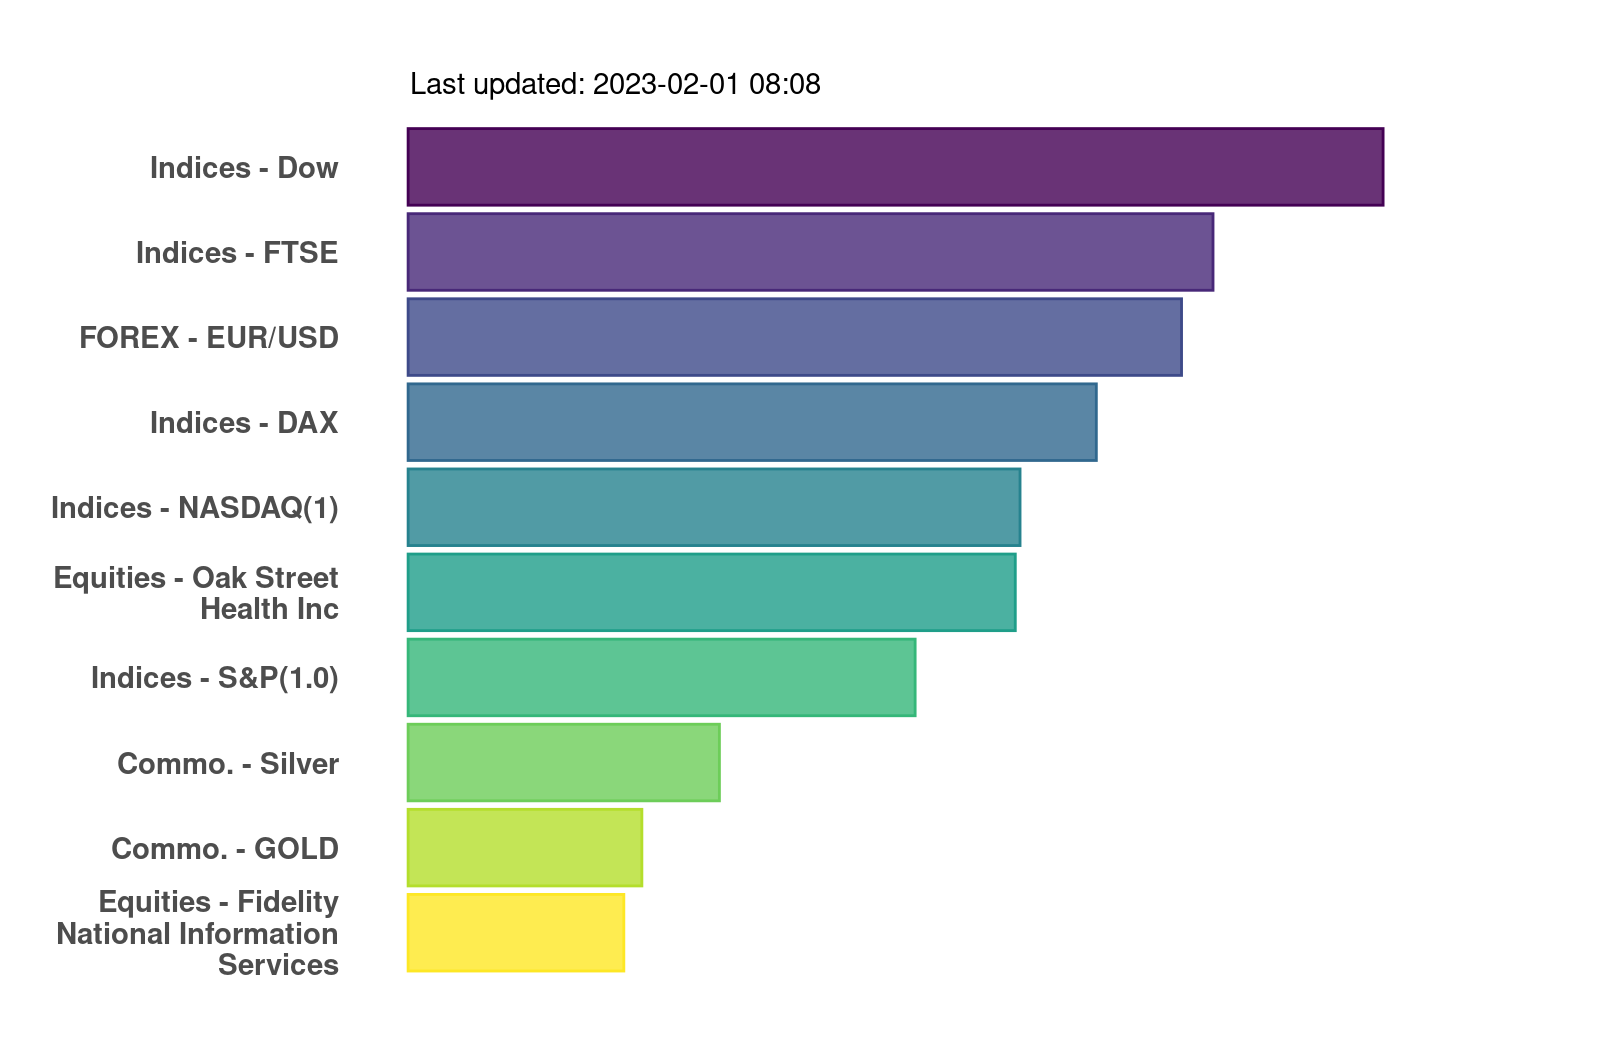 Last updated: 2023-02-01 08:08
Indices - Dow
Indices - FTSE
FOREX - EUR/USD
Indices - DAX
Indices - NASDAQ(1)
Equities - Oak Street
Health Inc
Indices - S&P(1.0)
Commo. - Silver
Commo. - GOLD
Equities - Fidelity
National Information
Services